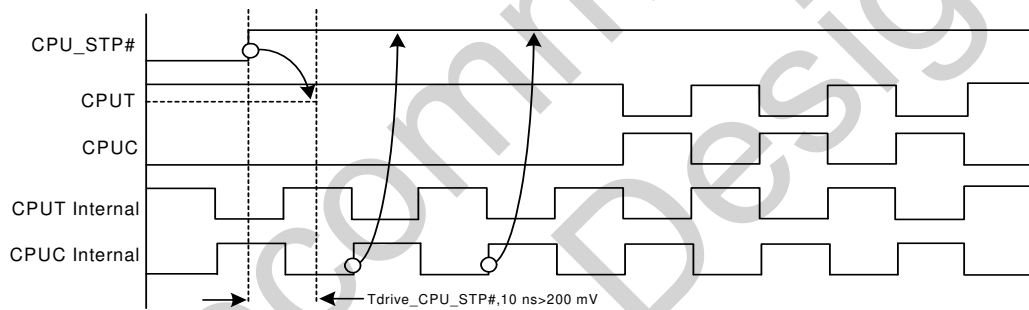 CPU_STP#
CPUT
CPUC
CPUT Internal
CPUC Internal
Tdrive_CPU_STP#,10 ns>200 mV